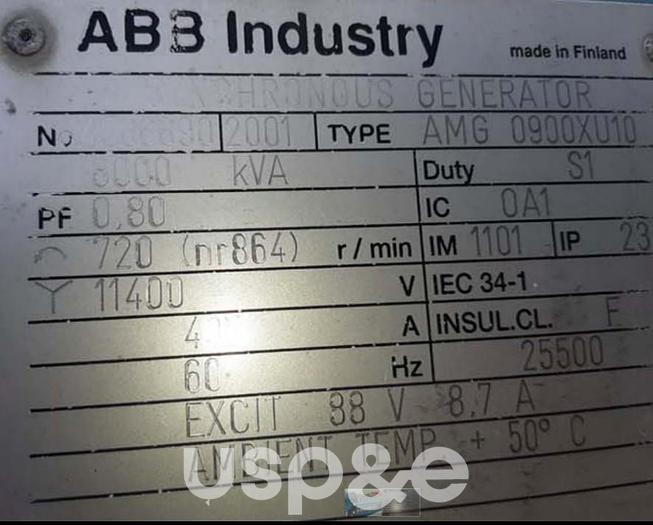 ABB Industry
made in Finland
GENERATOR
No 2001 TYPE AMG 0900XU10
kVA Duty S1
PF 0,80 IC 0A1
720 (nr864) r/min IM 1101 IP 23
Y 11400 V IEC 34-1
A INSUL.CL. F
60 Hz 25500
EXCIT 88 V 8,7 A
AMBIENT TEMP. + 50° C
usp&e